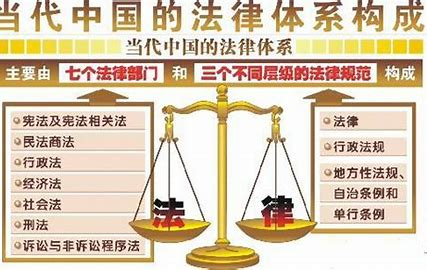 当代中国的法律体系构成
当代中国的法律体系
主要由 七个法律部门 和 三个不同层级的法律规范 构成
宪法及宪法相关法
民法商法
行政法
经济法
社会法
刑法
诉讼与非诉讼程序法
法 律
法律
行政法规
地方性法规、
自治条例和
单行条例